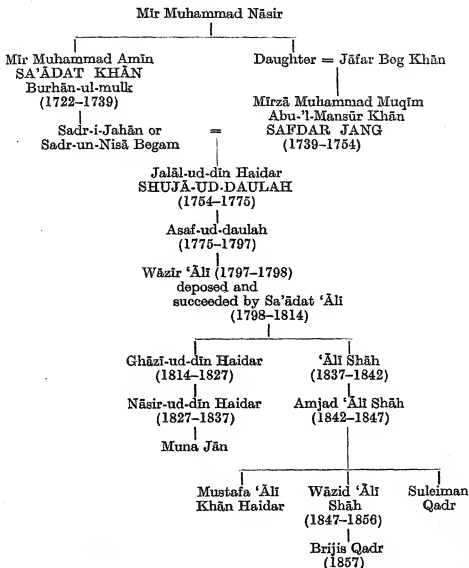 Mīr Muhammad Nāsir
Mīr Muhammad Amīn
SA'ĀDAT KHĀN
Burhān-ul-mulk
(1722–1739)
Daughter = Jāfar Beg Khān
Mīrzā Muhammad Muqīm
Abu-'l-Mansūr Khān
SAFDAR JANG
(1739–1754)
Sadr-i-Jahān or
Sadr-un-Nisā Begam
=
Jalāl-ud-dīn Haidar
SHUJĀ-UD-DAULAH
(1754–1775)
Asaf-ud-daulah
(1775–1797)
Wāzīr 'Ālī (1797–1798)
deposed and
succeeded by Sa'ādat 'Ālī
(1798–1814)
Ghāzī-ud-dīn Haidar
(1814–1827)
'Ālī Shāh
(1837–1842)
Nāsir-ud-dīn Haidar
(1827–1837)
Amjad 'Ālī Shāh
(1842–1847)
Muna Jān
Mustafa 'Ālī
Khān Haidar
Wāzid 'Ālī
Shāh
(1847–1856)
Suleiman
Qadr
Brijis Qadr
(1857)